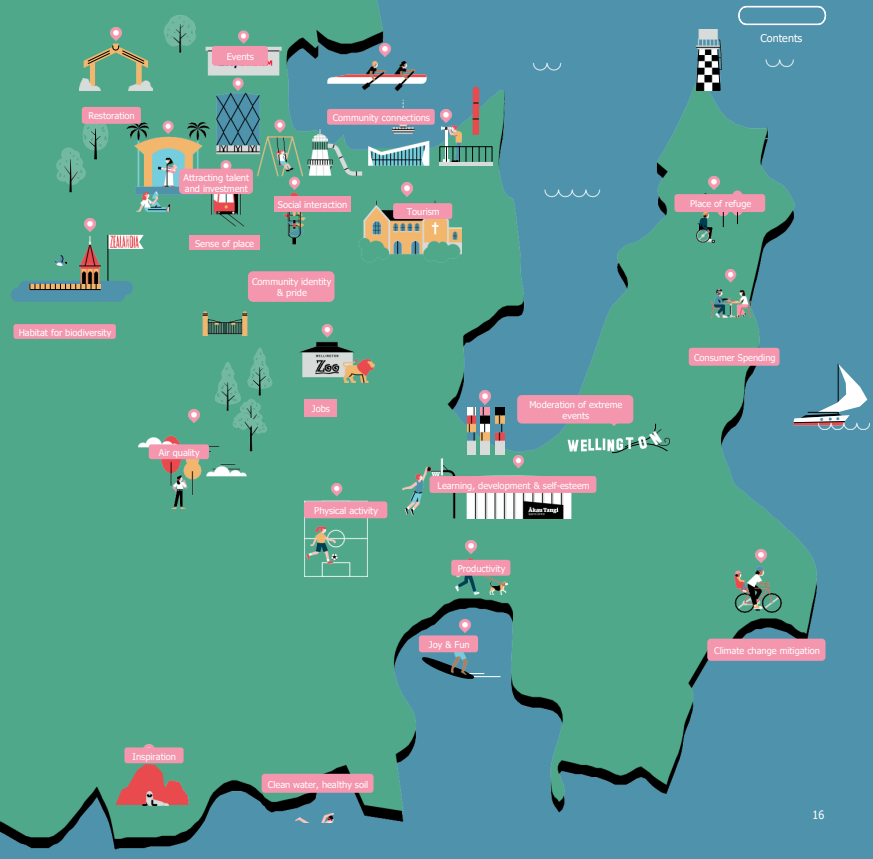 Contents
Events
Restoration
Community connections
Attracting talent
and investment
Social interaction
Tourism
Place of refuge
Sense of place
ZEALANDIA
Community identity
& pride
Habitat for biodiversity
WELLINGTON
Zoo
Consumer Spending
Jobs
Moderation of extreme
events
WELLINGTON
Air quality
Learning, development & self-esteem
Physical activity
Ākau Tangi
Productivity
Joy & Fun
Climate change mitigation
Inspiration
Clean water, healthy soil
16